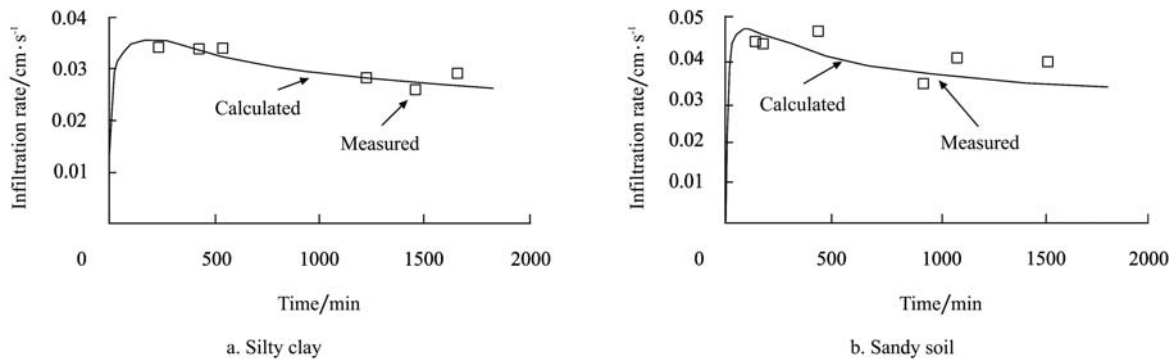 Infiltration rate/cm·s⁻¹
0.04
0.03
0.02
0.01
Calculated
Measured
0
500
1000
1500
2000
Time/min
a. Silty clay
Infiltration rate/cm·s⁻¹
0.05
0.04
0.03
0.02
0.01
Calculated
Measured
0
500
1000
1500
2000
Time/min
b. Sandy soil